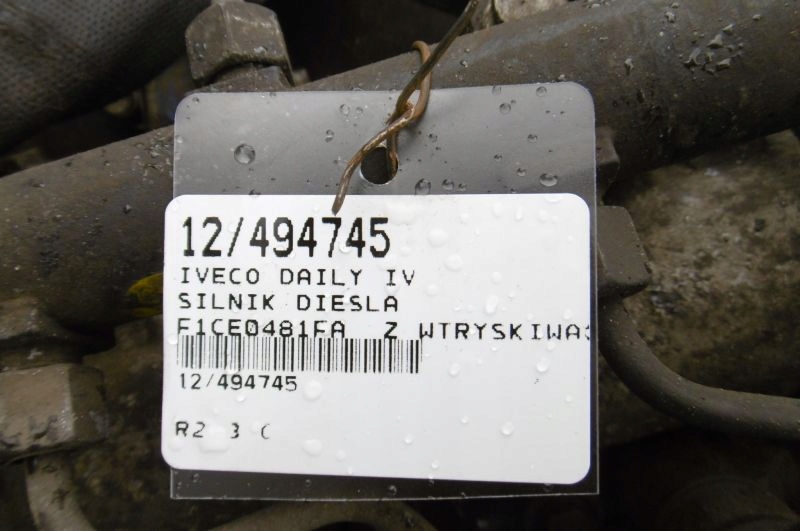 12/494745
IVECO DAILY IV
SILNIK DIESLA
F1CE0481FA Z WTRYSKIWA
12/494745
R2 3 C